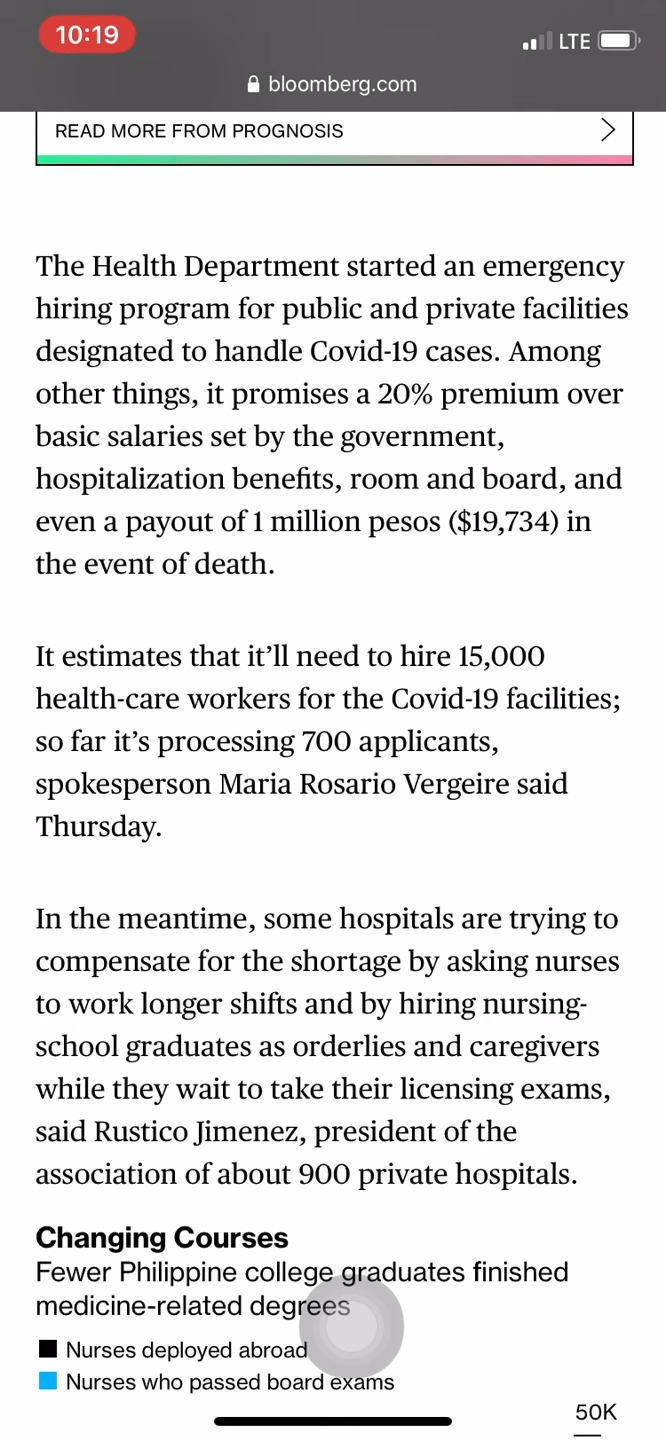 10:19
LTE
bloomberg.com
READ MORE FROM PROGNOSIS
The Health Department started an emergency
hiring program for public and private facilities
designated to handle Covid-19 cases. Among
other things, it promises a 20% premium over
basic salaries set by the government,
hospitalization benefits, room and board, and
even a payout of 1 million pesos ($19,734) in
the event of death.
It estimates that it’ll need to hire 15,000
health-care workers for the Covid-19 facilities;
so far it’s processing 700 applicants,
spokesperson Maria Rosario Vergeire said
Thursday.
In the meantime, some hospitals are trying to
compensate for the shortage by asking nurses
to work longer shifts and by hiring nursing-
school graduates as orderlies and caregivers
while they wait to take their licensing exams,
said Rustico Jimenez, president of the
association of about 900 private hospitals.
Changing Courses
Fewer Philippine college graduates finished
medicine-related degrees
Nurses deployed abroad
Nurses who passed board exams
50K